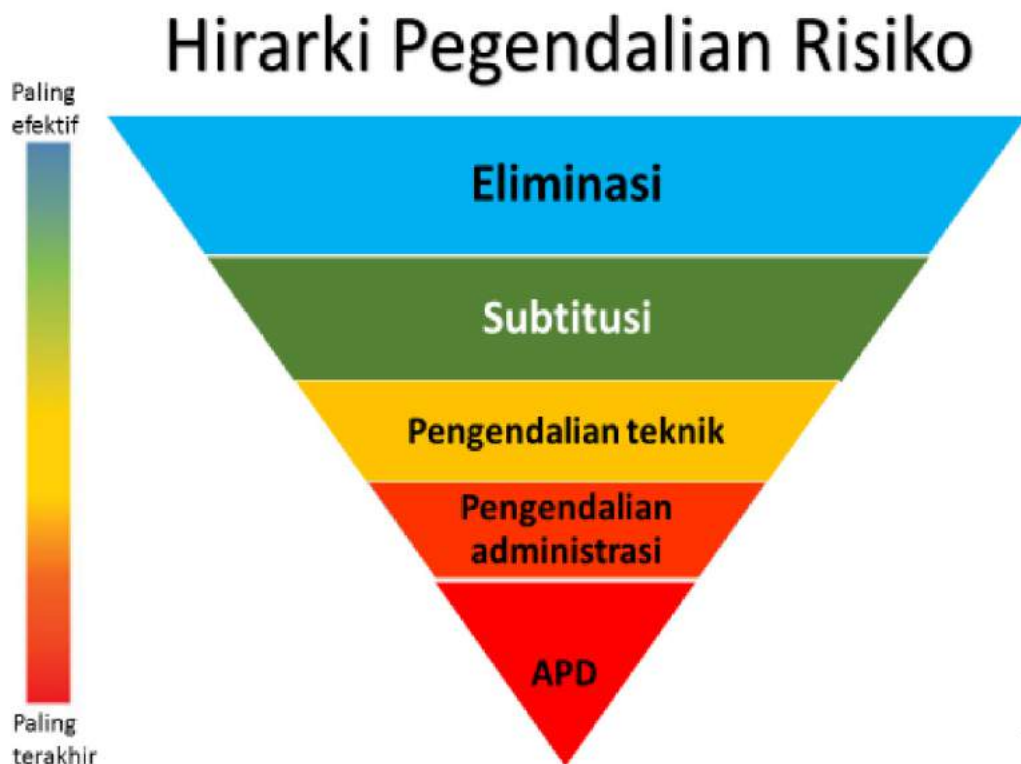 Hirarki Pegendalian Risiko
Paling
efektif
Eliminasi
Subtitusi
Pengendalian teknik
Pengendalian
administrasi
APD
Paling
terakhir